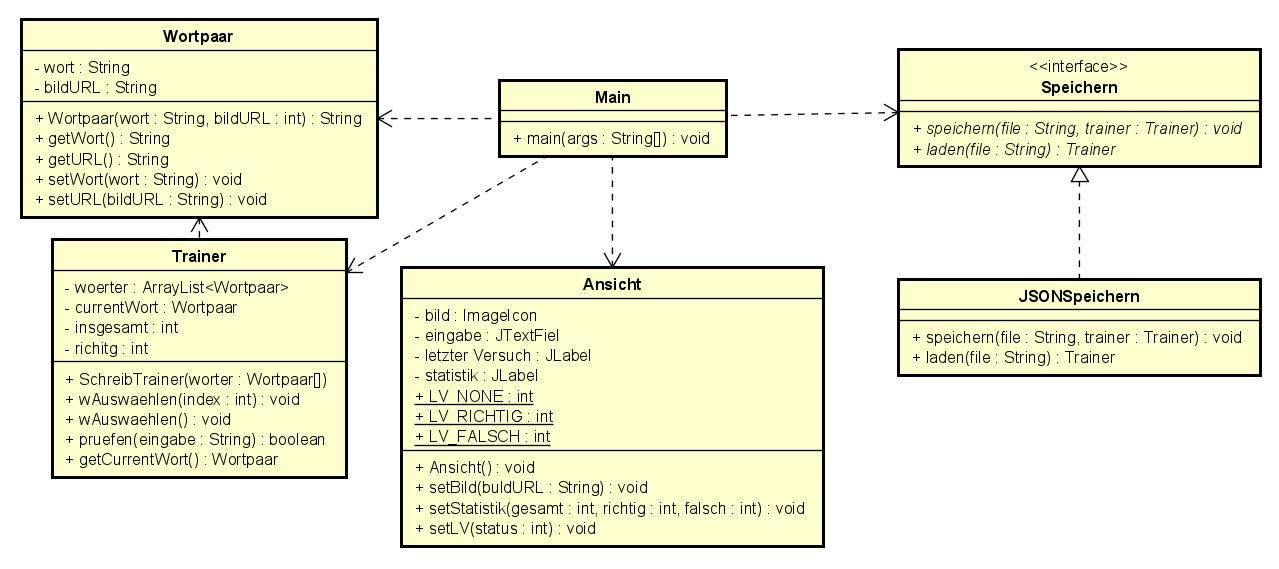 Wortpaar
- wort : String
- bildURL : String
+ Wortpaar(wort : String, bildURL : int) : String
+ getWort() : String
+ getURL() : String
+ setWort(wort : String) : void
+ setURL(bildURL : String) : void
Main
+ main(args : String[]) : void
<<interface>>
Speichern
+ speichern(file : String, trainer : Trainer) : void
+ laden(file : String) : Trainer
Trainer
- woerter : ArrayList<Wortpaar>
- currentWort : Wortpaar
- insgesamt : int
- richitg : int
+ SchreibTrainer(worter : Wortpaar[])
+ wAuswaehlen(index : int) : void
+ wAuswaehlen() : void
+ pruefen(eingabe : String) : boolean
+ getCurrentWort() : Wortpaar
Ansicht
- bild : ImageIcon
- eingabe : JTextFiel
- letzter Versuch : JLabel
- statistik : JLabel
+ LV_NONE : int
+ LV_RICHTIG : int
+ LV_FALSCH : int
+ Ansicht() : void
+ setBild(buldURL : String) : void
+ setStatistik(gesamt : int, richtig : int, falsch : int) : void
+ setLV(status : int) : void
JSONSpeichern
+ speichern(file : String, trainer : Trainer) : void
+ laden(file : String) : Trainer